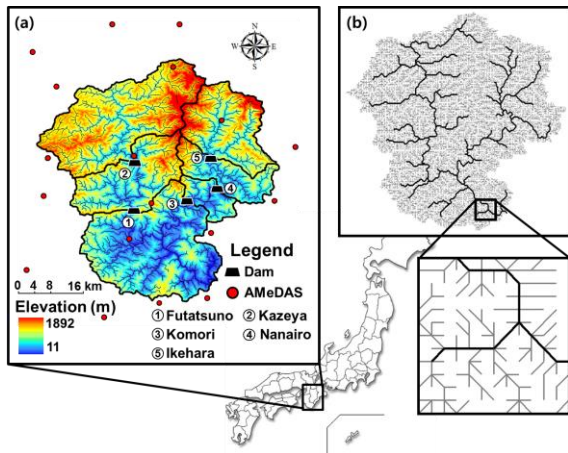 (a)
N
W E
S
⑤
②
④
③
①
Legend
Dam
AMeDAS
0 4 8 16 km
Elevation (m)
1892
11
① Futatsuno ② Kazeya
③ Komori ④ Nanairo
⑤ Ikehara
(b)